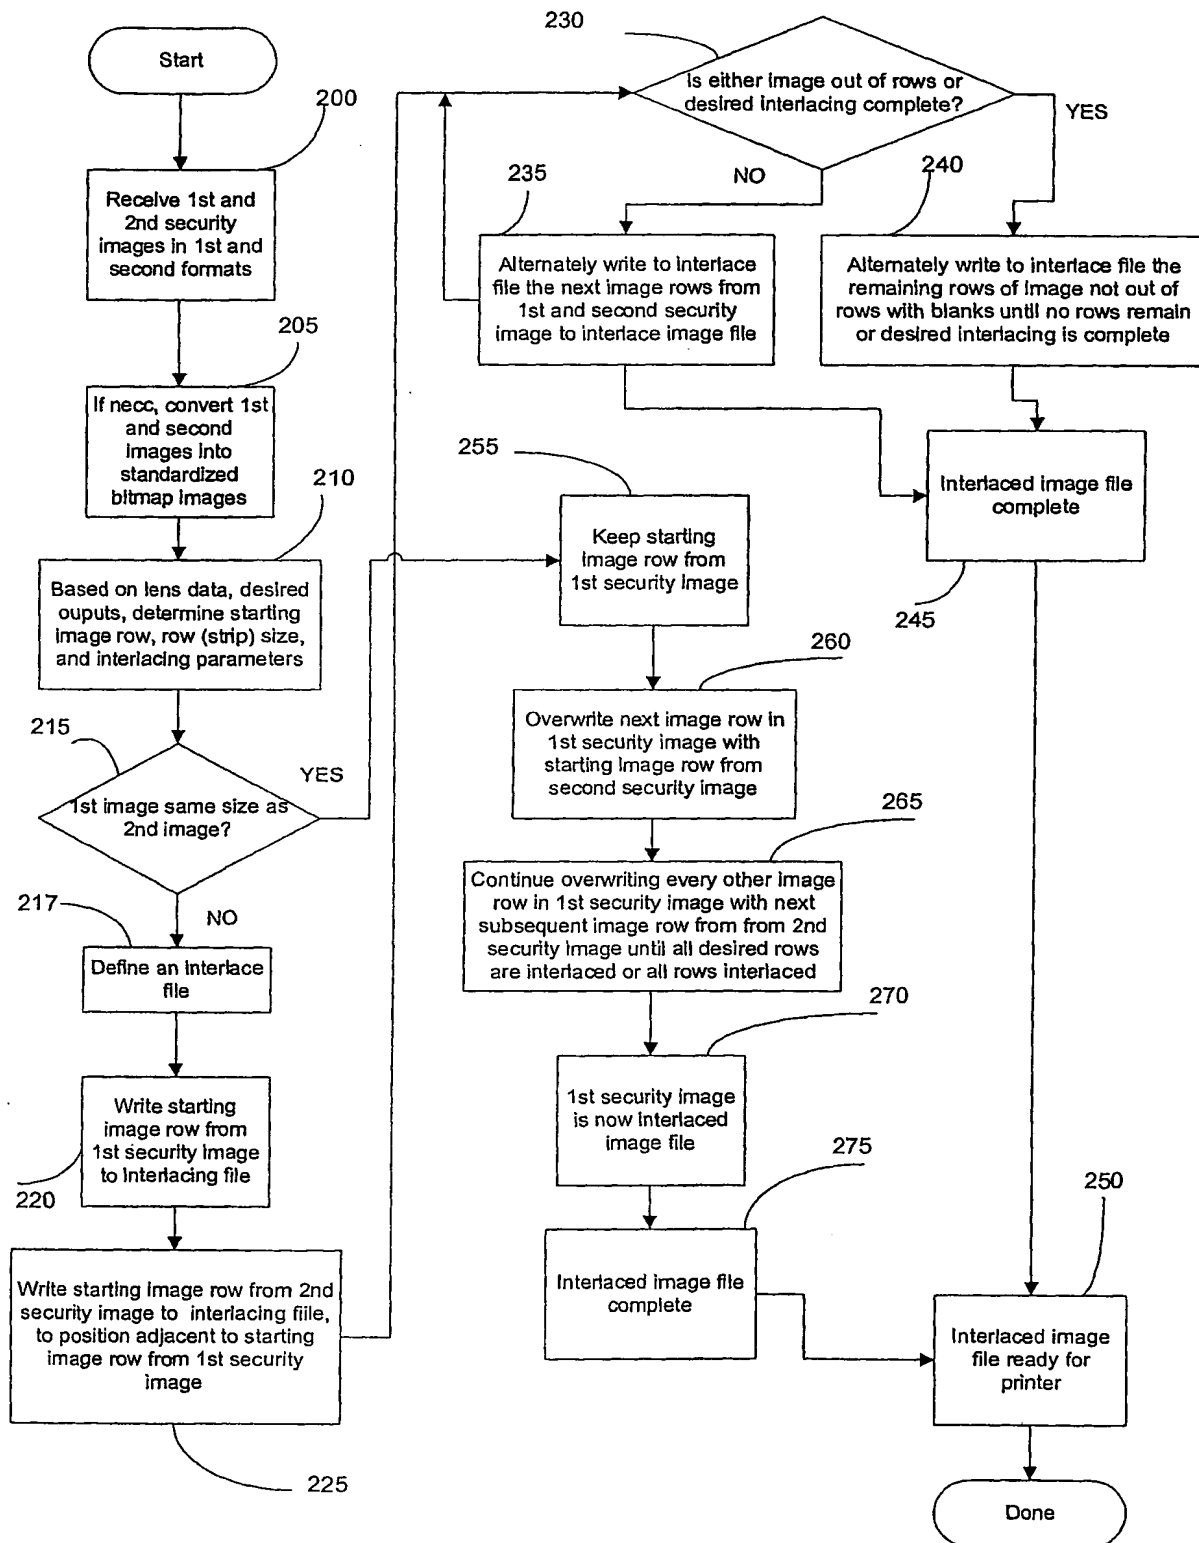 Start
200
Receive 1st and
2nd security
images in 1st and
second formats
205
If necc, convert 1st
and second
images into
standardized
bitmap images
210
Based on lens data, desired
ouputs, determine starting
image row, row (strip) size,
and interlacing parameters
215
YES
1st image same size as
2nd image?
217
NO
Define an interlace
file
Write starting
image row from
1st security image
to interlacing file
220
Write starting image row from 2nd
security image to interlacing fiile,
to position adjacent to starting
image row from 1st security
image
225
230
Is either image out of rows or
desired interlacing complete?
YES
NO
235
Alternately write to interlace
file the next image rows from
1st and second security
image to interlace image file
240
Alternately write to interlace file the
remaining rows of image not out of
rows with blanks until no rows remain
or desired interlacing is complete
Interlaced image file
complete
245
255
Keep starting
image row from
1st security image
260
Overwrite next image row in
1st security image with
starting image row from
second security image
265
Continue overwriting every other image
row in 1st security image with next
subsequent image row from from 2nd
security image until all desired rows
are interlaced or all rows interlaced
270
1st security image
is now interlaced
image file
275
Interlaced image file
complete
250
Interlaced image
file ready for
printer
Done